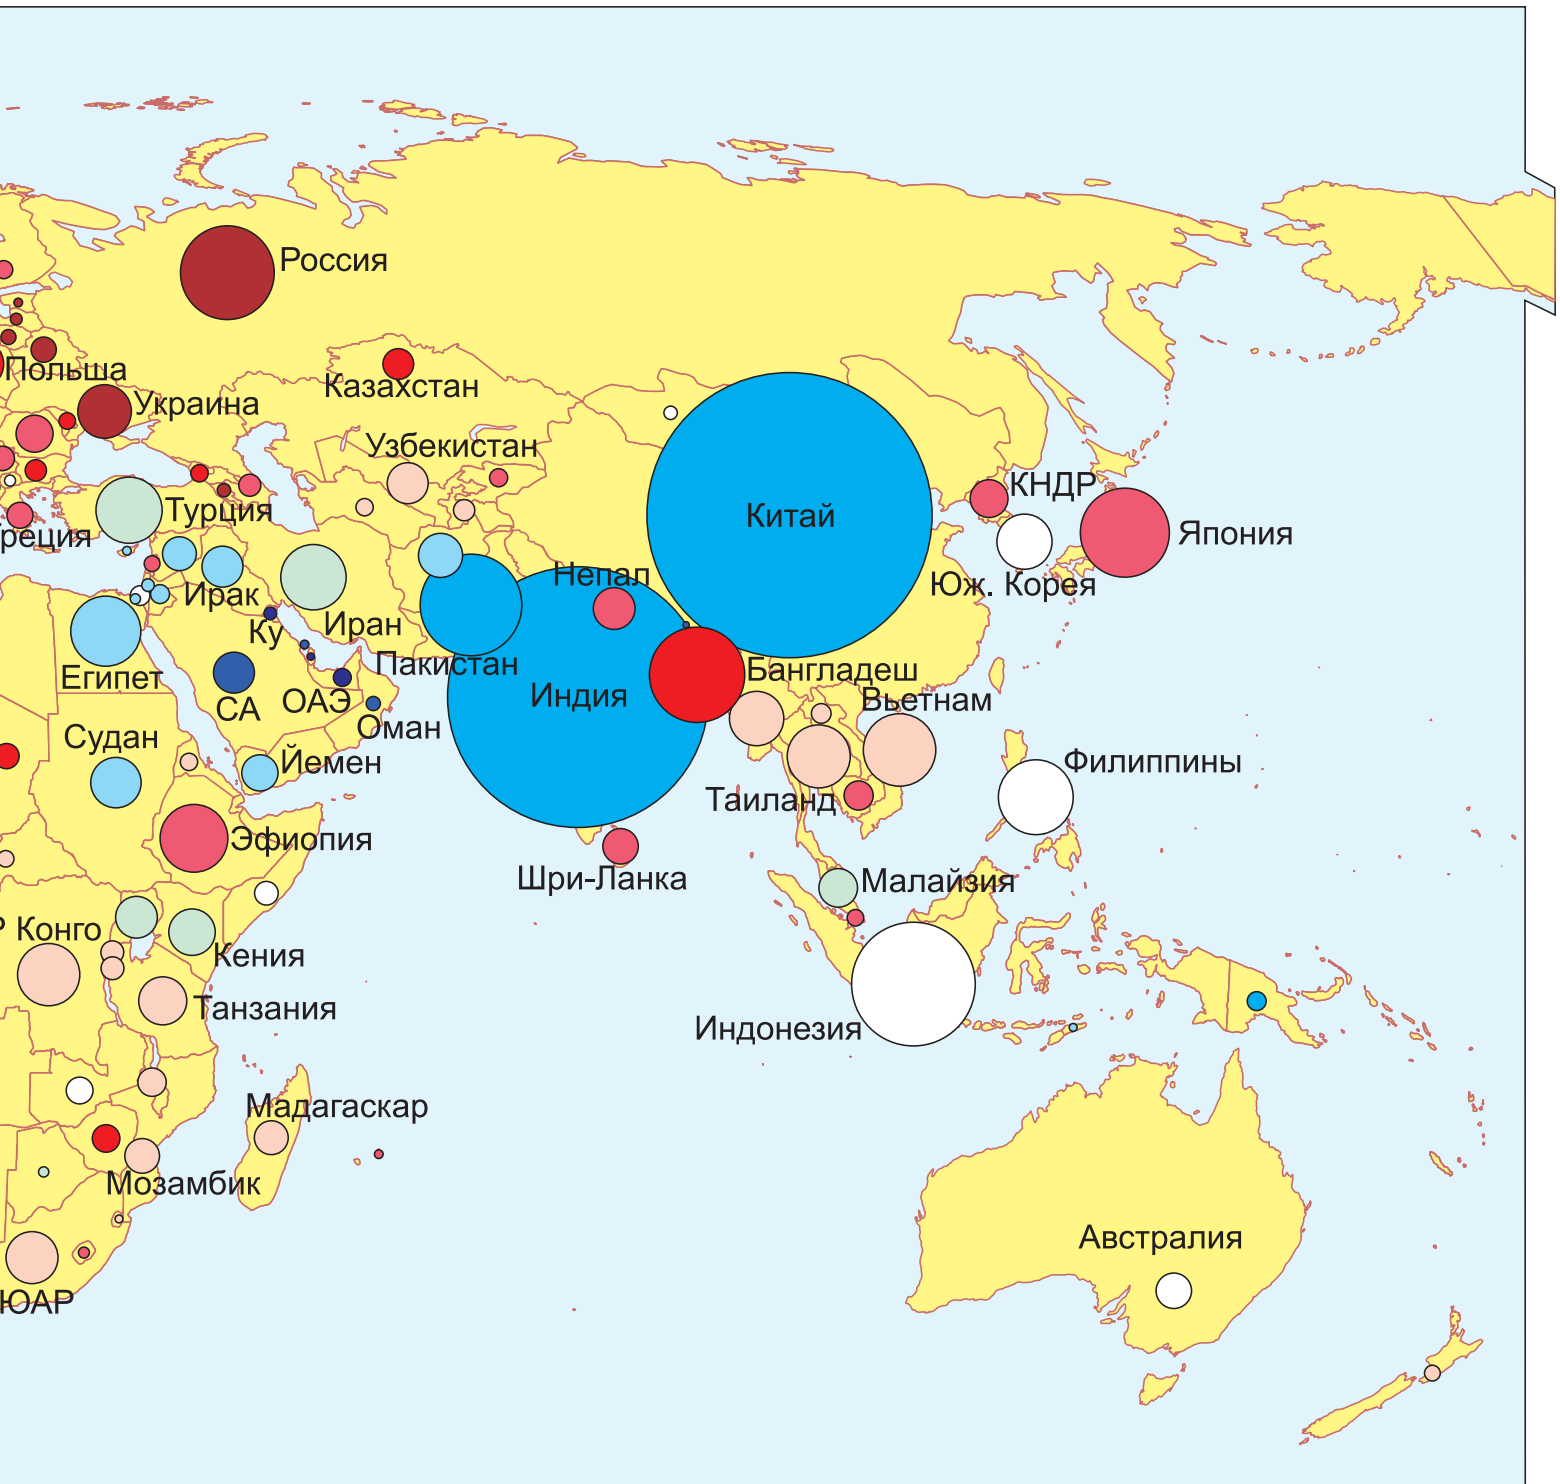 Россия
Польша
Казахстан
Украина
Узбекистан
КНДР
Турция
Китай
Япония
реция
Непал
Юж. Корея
Ирак
Иран
Ку
Пакистан
Бангладеш
Египет
Индия
СА
ОАЭ
Вьетнам
Оман
Судан
Йемен
Филиппины
Таиланд
Эфиопия
Шри-Ланка
Малайзия
Р Конго
Кения
Танзания
Индонезия
Мадагаскар
Мозамбик
Австралия
ЮАР